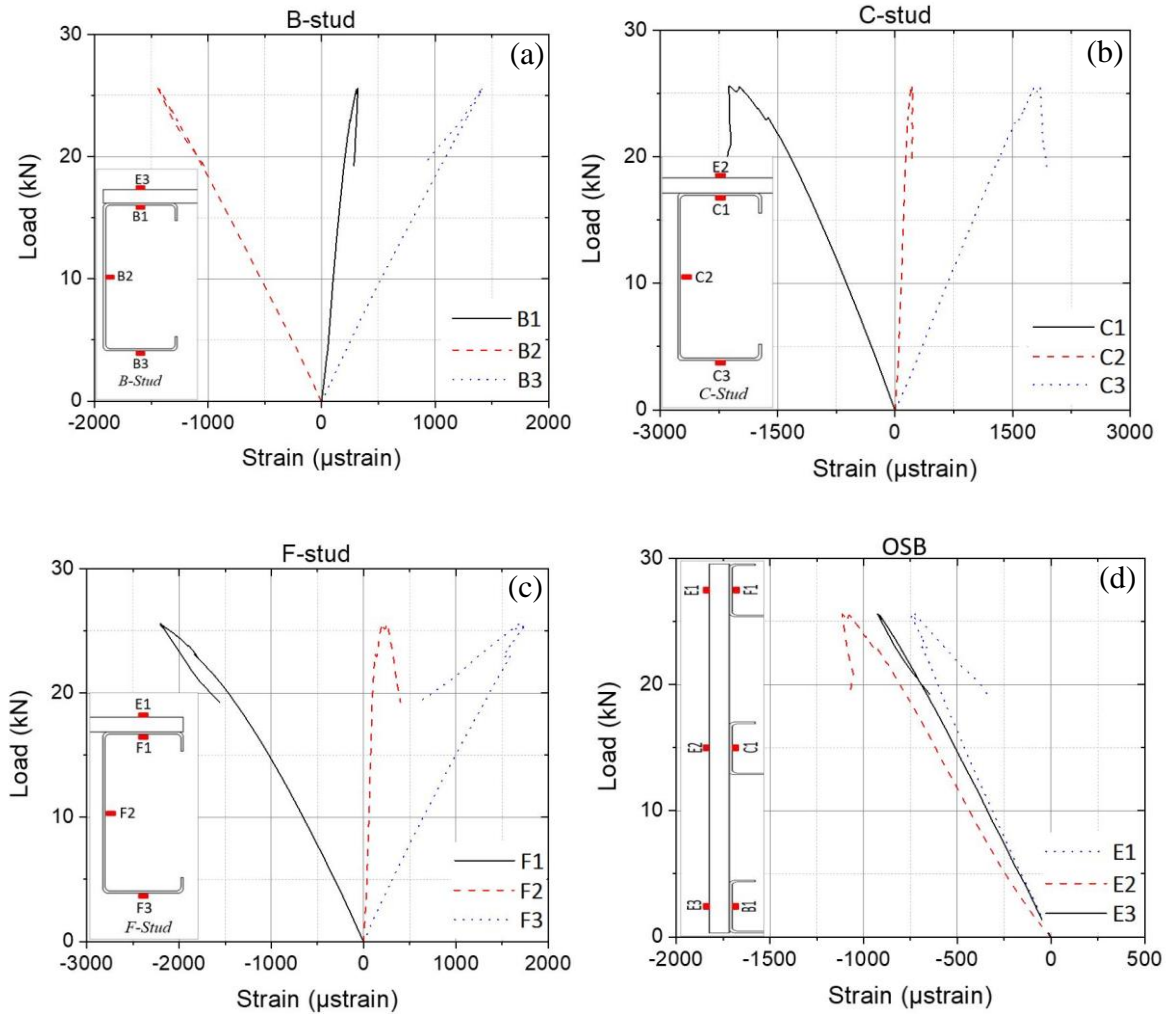 B-stud
(a)
30
20
10
0
Load (kN)
E3
B1
B2
B3
B-Stud
B1
B2
B3
-2000 -1000 0 1000 2000
Strain (µstrain)
C-stud
(b)
30
20
10
0
Load (kN)
E2
C1
C2
C3
C-Stud
C1
C2
C3
-3000 -1500 0 1500 3000
Strain (µstrain)
F-stud
(c)
30
20
10
0
Load (kN)
E1
F1
F2
F3
F-Stud
F1
F2
F3
-3000 -2000 -1000 0 1000 2000
Strain (µstrain)
OSB
(d)
30
20
10
0
Load (kN)
E1 F1
E2 C1
E3 B1
E1
E2
E3
-2000 -1500 -1000 -500 0 500
Strain (µstrain)